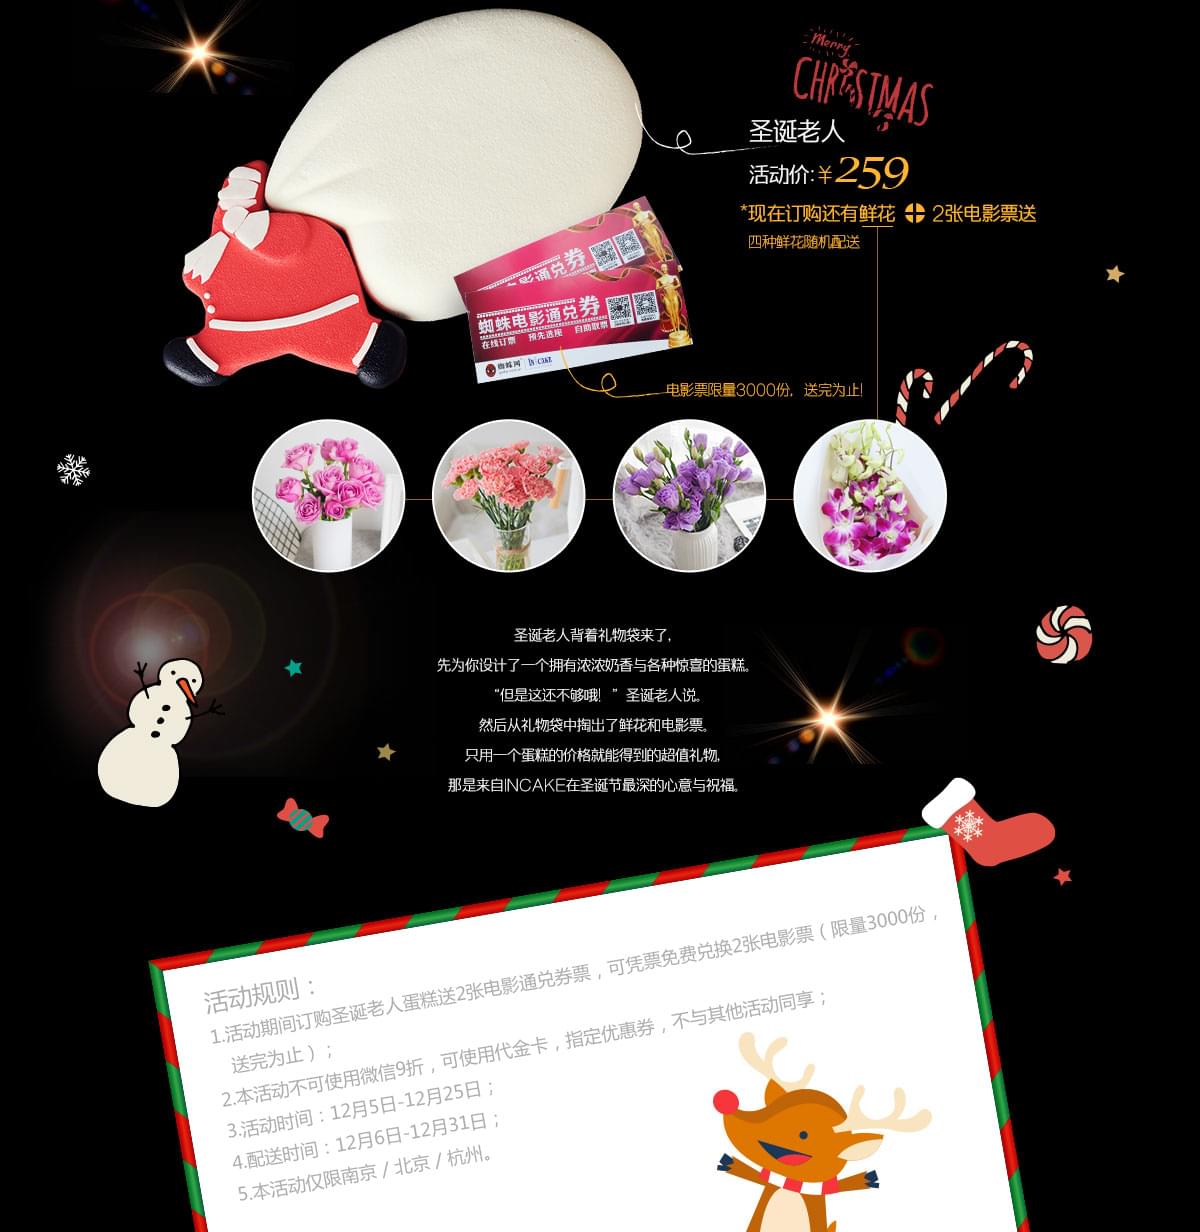 Merry
CHRISTMAS
圣诞老人
活动价:¥259
*现在订购还有鲜花 2张电影票送
四种鲜花随机配送
电影通兑券
蜘蛛电影通兑券
在线订票 预先选座 自助取票
蜘蛛网 INCAKE
电影票限量3000份，送完为止!
圣诞老人背着礼物袋来了,
先为你设计了一个拥有浓浓奶香与各种惊喜的蛋糕。
“但是这还不够哦！”圣诞老人说。
然后从礼物袋中掏出了鲜花和电影票。
只用一个蛋糕的价格就能得到的超值礼物,
那是来自INCAKE在圣诞节最深的心意与祝福。
活动规则：
1.活动期间订购圣诞老人蛋糕送2张电影通兑券票，可凭票免费兑换2张电影票（限量3000份，
送完为止）；
2.本活动不可使用微信9折，可使用代金卡，指定优惠券，不与其他活动同享；
3.活动时间：12月5日-12月25日；
4.配送时间：12月6日-12月31日；
5.本活动仅限南京 / 北京 / 杭州。